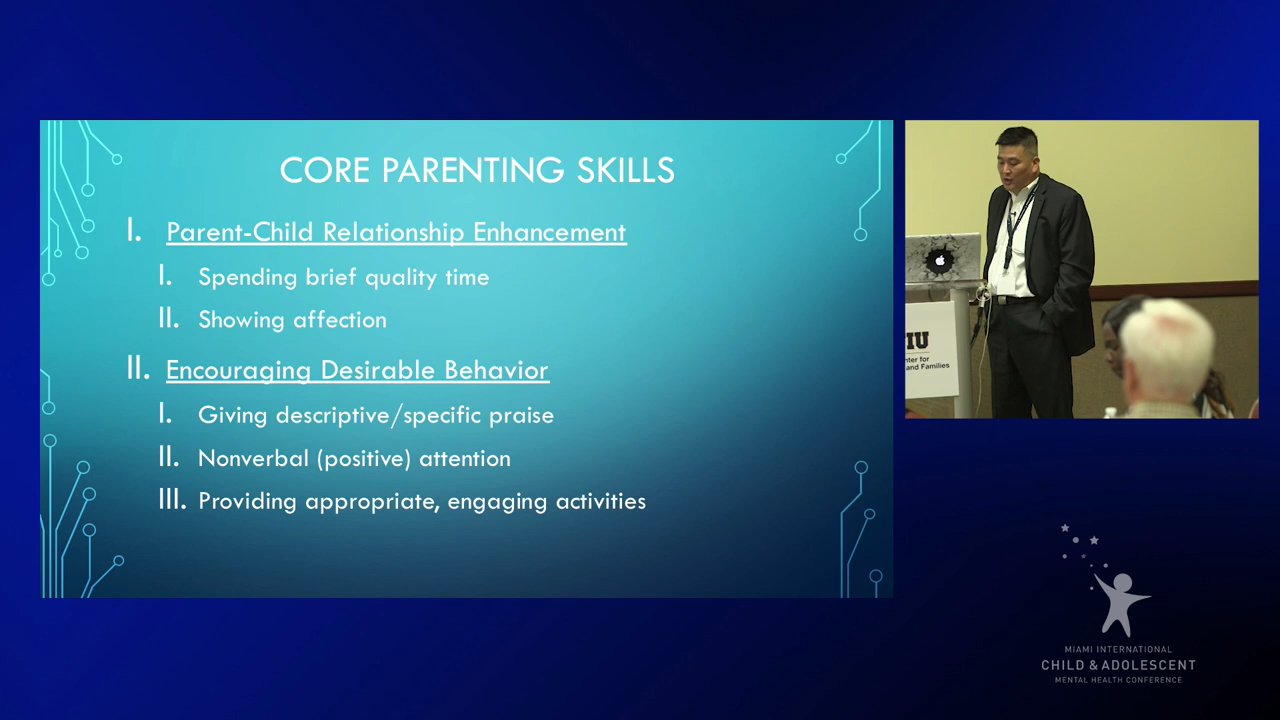 CORE PARENTING SKILLS
I. Parent-Child Relationship Enhancement
I. Spending brief quality time
II. Showing affection
II. Encouraging Desirable Behavior
I. Giving descriptive/specific praise
II. Nonverbal (positive) attention
III. Providing appropriate, engaging activities
and Families
MIAMI INTERNATIONAL
CHILD & ADOLESCENT
MENTAL HEALTH CONFERENCE